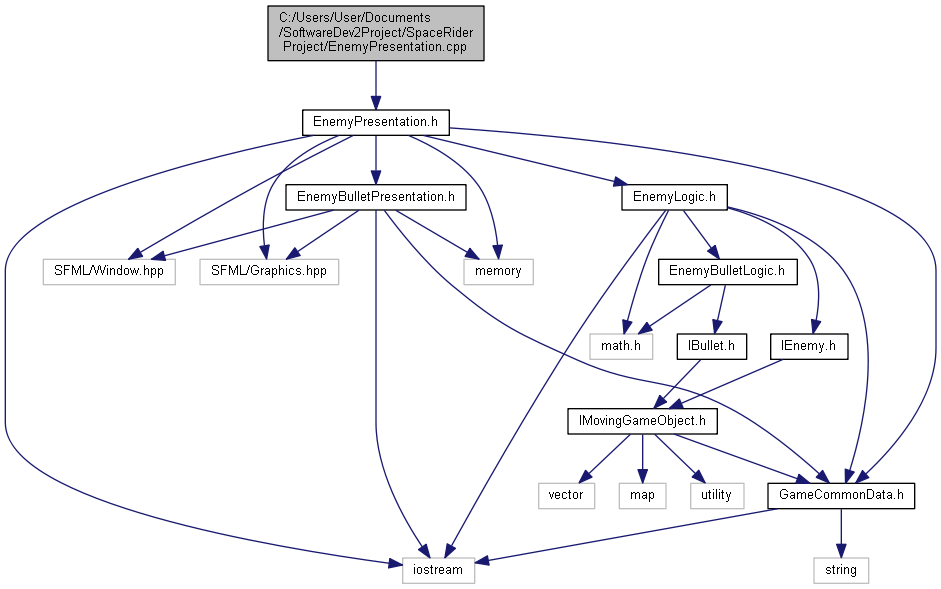 C:/Users/User/Documents
/SoftwareDev2Project/SpaceRider
Project/EnemyPresentation.cpp
EnemyPresentation.h
EnemyBulletPresentation.h
EnemyLogic.h
SFML/Window.hpp
SFML/Graphics.hpp
memory
EnemyBulletLogic.h
math.h
IBullet.h
IEnemy.h
IMovingGameObject.h
vector
map
utility
GameCommonData.h
iostream
string